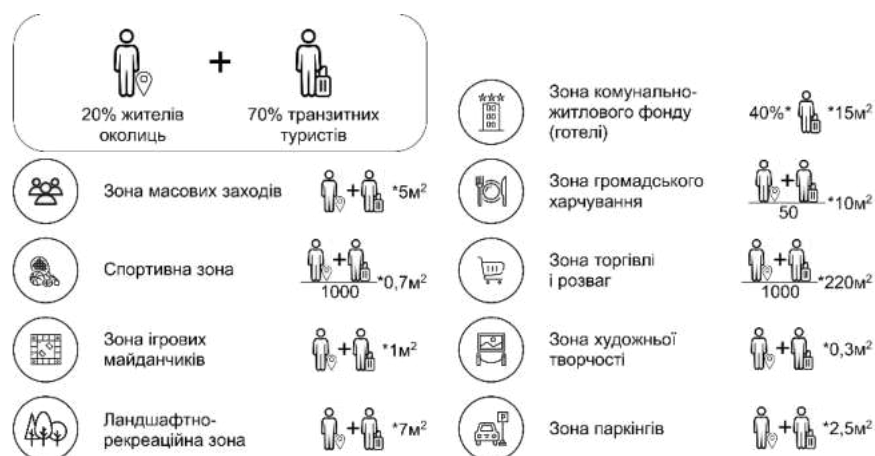 +
20% жителів
околиць
70% транзитних
туристів
Зона масових заходів
+ *5м²
Спортивна зона
+
1000 *0,7м²
Зона ігрових
майданчиків
+ *1м²
Ландшафтно-
рекреаційна зона
+ *7м²
Зона комунально-
житлового фонду
(готелі)
40%* *15м²
Зона громадського
харчування
+
50 *10м²
Зона торгівлі
і розваг
+
1000 *220м²
Зона художньої
творчості
+ *0,3м²
P
Зона паркінгів
+ *2,5м²